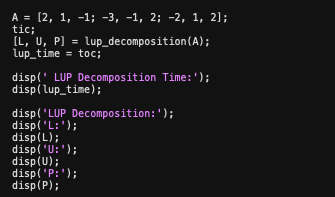 A = [2, 1, -1; -3, -1, 2; -2, 1, 2];
tic;
[L, U, P] = lup_decomposition(A);
lup_time = toc;
disp(' LUP Decomposition Time:');
disp(lup_time);
disp('LUP Decomposition:');
disp('L:');
disp(L);
disp('U:');
disp(U);
disp('P:');
disp(P);